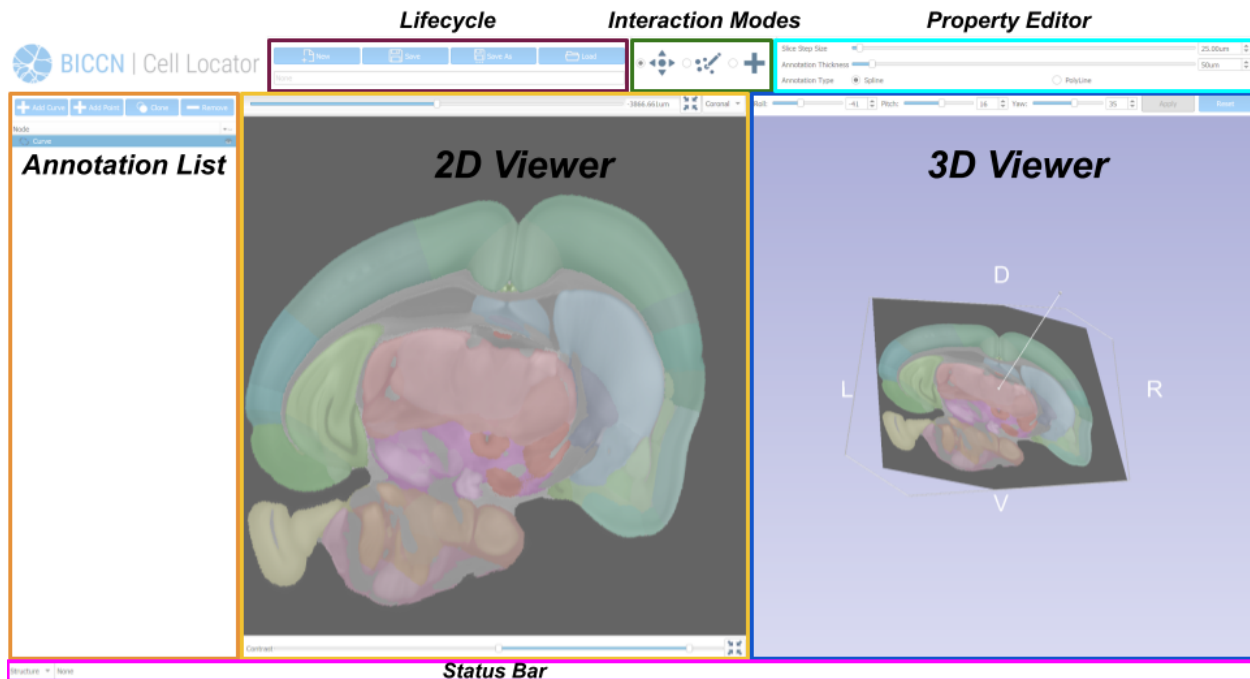 Lifecycle
Interaction Modes
Property Editor
BICCN | Cell Locator
New
Save
Save As
Load
None
Slice Step Size
25.00um
Annotation Thickness
50um
Annotation Type
Spline
PolyLine
Add Curve
Add Point
Clone
Remove
-3866.661um
Coronal
Roll:
-41
Pitch:
16
Yaw:
35
Apply
Reset
Node
Curve
Annotation List
2D Viewer
3D Viewer
D
L
R
V
Contrast
Status Bar
Structure
None